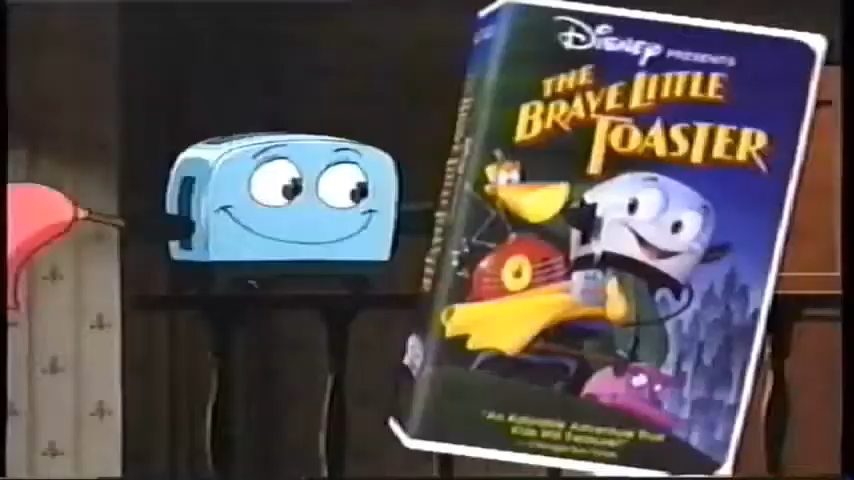 Disney PRESENTS
THE
BRAVE LITTLE
TOASTER
"An Adorable Adventure That
Kids Will Treasure!"